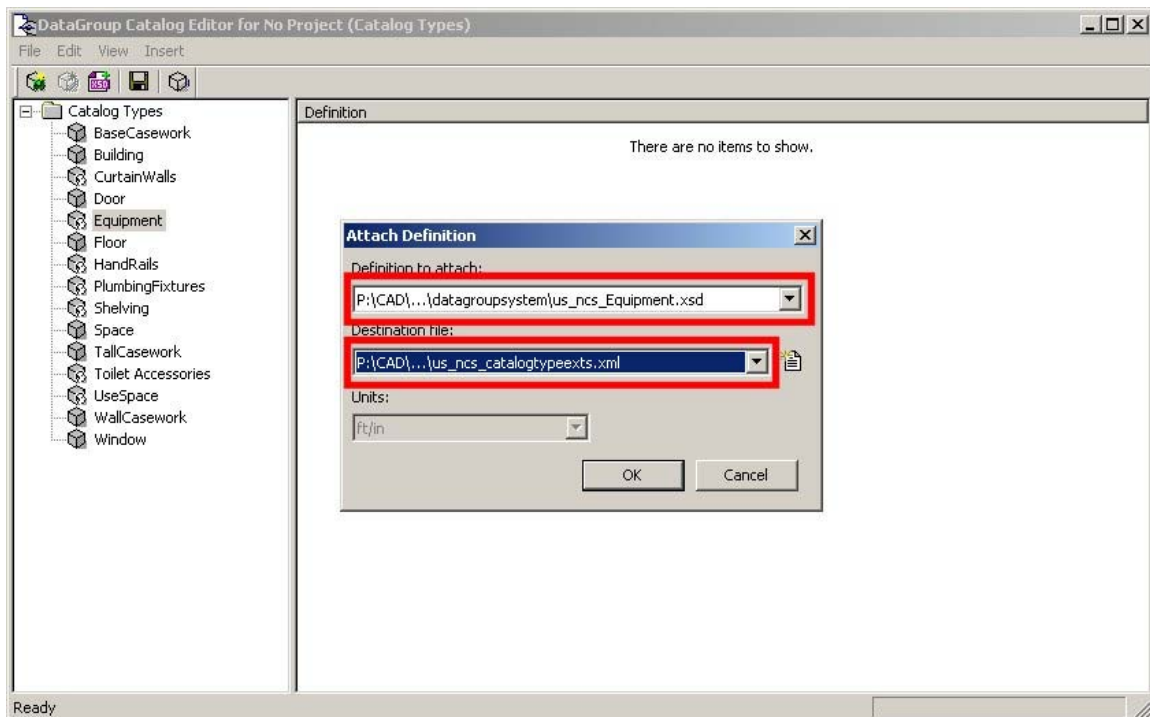 DataGroup Catalog Editor for No Project (Catalog Types)
File Edit View Insert
XSD
Catalog Types
BaseCasework
Building
CurtainWalls
Door
Equipment
Floor
HandRails
PlumbingFixtures
Shelving
Space
TallCasework
Toilet Accessories
UseSpace
WallCasework
Window
Definition
There are no items to show.
Attach Definition
Definition to attach:
P:\CAD\...\datagroupsystem\us_ncs_Equipment.xsd
Destination file:
P:\CAD\...\us_ncs_catalogtypeexts.xml
Units:
ft/in
OK Cancel
Ready